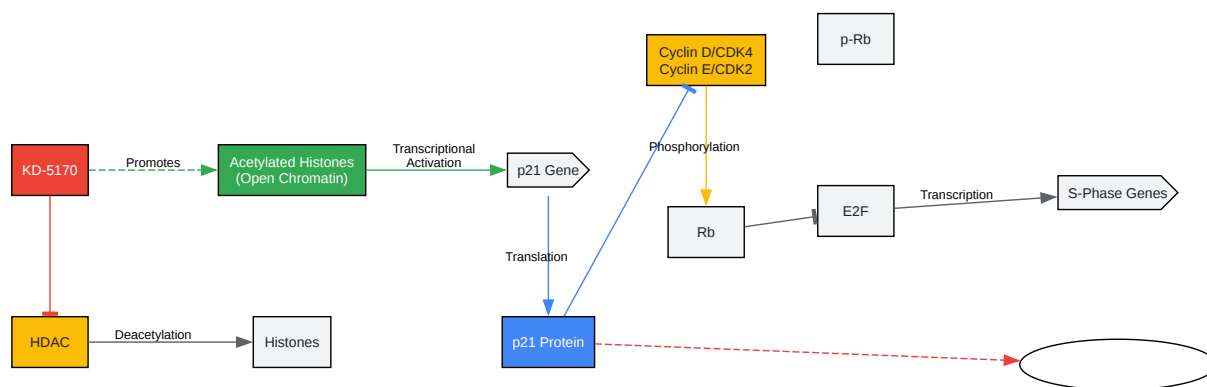 p-Rb
Cyclin D/CDK4
Cyclin E/CDK2
KD-5170
Promotes
Acetylated Histones
(Open Chromatin)
Transcriptional
Activation
p21 Gene
Phosphorylation
Rb
E2F
Transcription
S-Phase Genes
Translation
HDAC
Deacetylation
Histones
p21 Protein